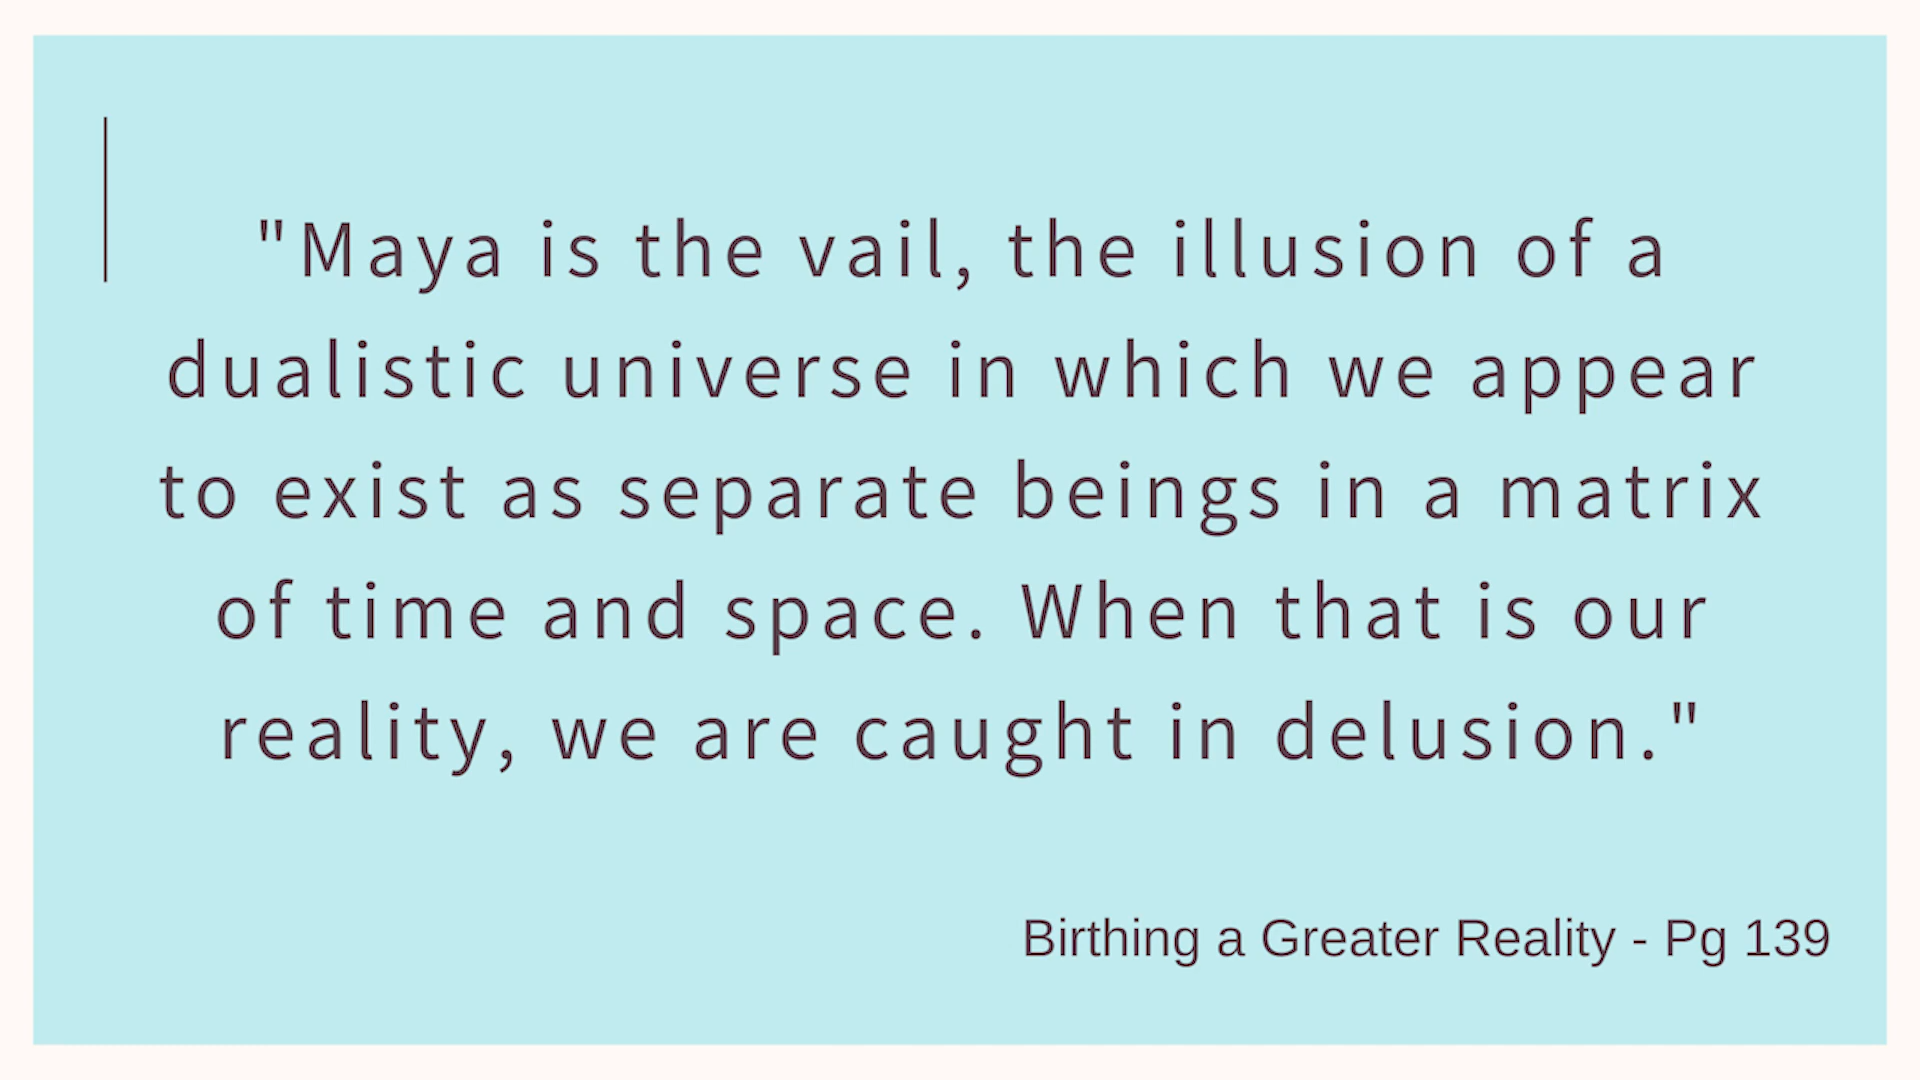 "Maya is the vail, the illusion of a
dualistic universe in which we appear
to exist as separate beings in a matrix
of time and space. When that is our
reality, we are caught in delusion."
Birthing a Greater Reality - Pg 139